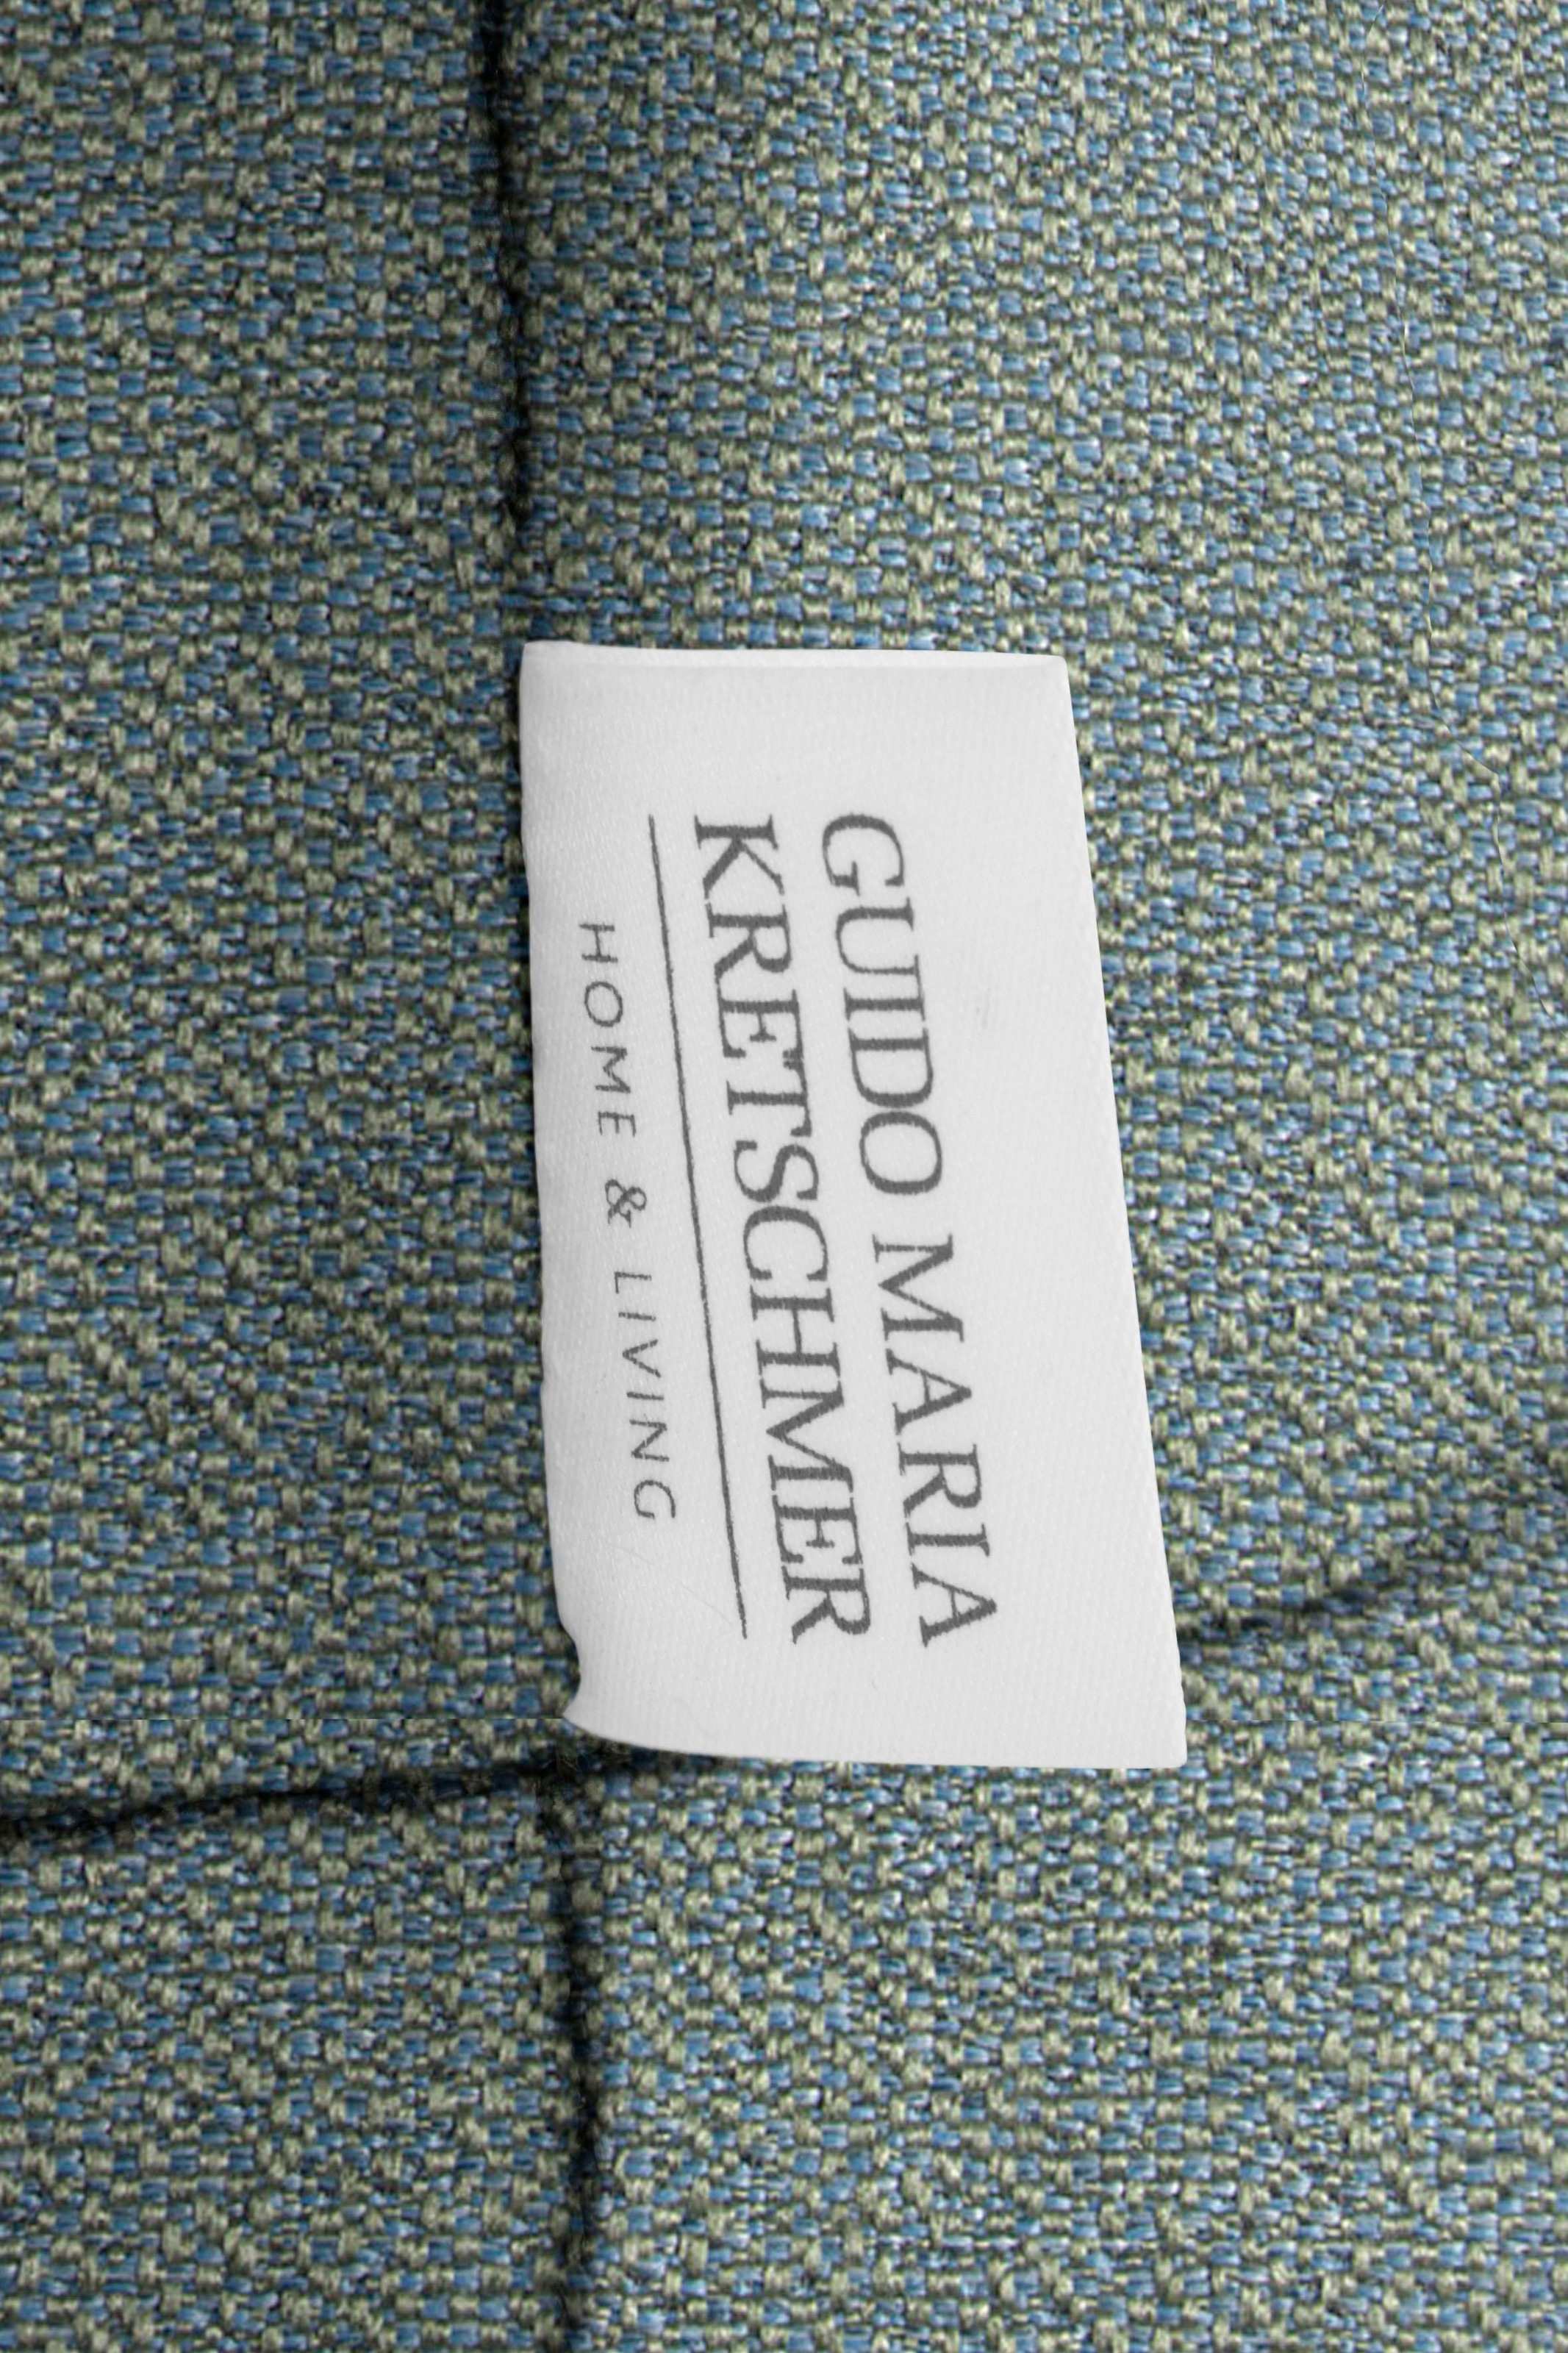 GUIDO MARIA
KRETSCHMER
HOME & LIVING